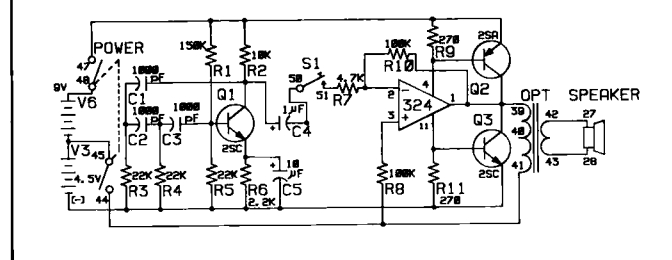 POWER
47
48
9V
V6
V3
45
4.5V
44
(-)
1000
PF
C1
1000
PF
C2
1000
PF
C3
22K
R3
22K
R4
150K
R1
10K
R2
Q1
2SC
22K
R5
R6
2.2K
10
μF
C5
+
1μF
C4
+
S1
50
51
4.7K
R7
100K
R10
2
-
3
+
324
4
11
1
100K
R8
270
R9
R11
270
2SA
Q2
Q3
2SC
OPT
39
40
41
42
43
SPEAKER
27
28